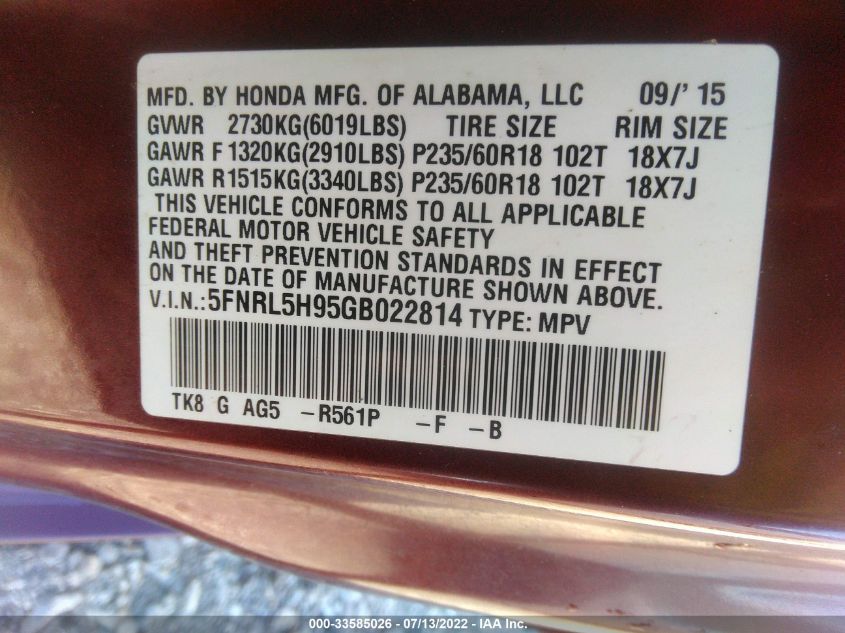 MFD. BY HONDA MFG. OF ALABAMA, LLC 09/' 15
GVWR 2730KG(6019LBS) TIRE SIZE RIM SIZE
GAWR F 1320KG(2910LBS) P235/60R18 102T 18X7J
GAWR R1515KG(3340LBS) P235/60R18 102T 18X7J
THIS VEHICLE CONFORMS TO ALL APPLICABLE
FEDERAL MOTOR VEHICLE SAFETY
AND THEFT PREVENTION STANDARDS IN EFFECT
ON THE DATE OF MANUFACTURE SHOWN ABOVE.
V.I.N.:5FNRL5H95GB022814 TYPE: MPV
TK8 G AG5 -R561P -F -B
000-33585026 - 07/13/2022 - IAA Inc.